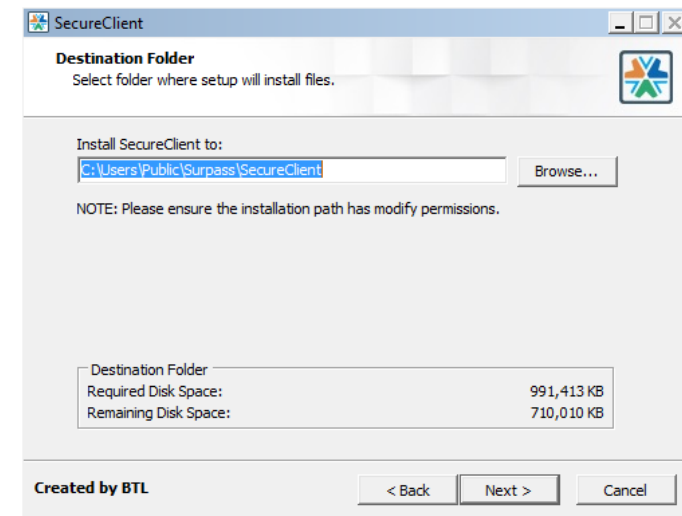 SecureClient
Destination Folder
Select folder where setup will install files.
Install SecureClient to:
C:\Users\Public\Surpass\SecureClient
Browse...
NOTE: Please ensure the installation path has modify permissions.
Destination Folder
Required Disk Space: 991,413 KB
Remaining Disk Space: 710,010 KB
Created by BTL
< Back Next > Cancel